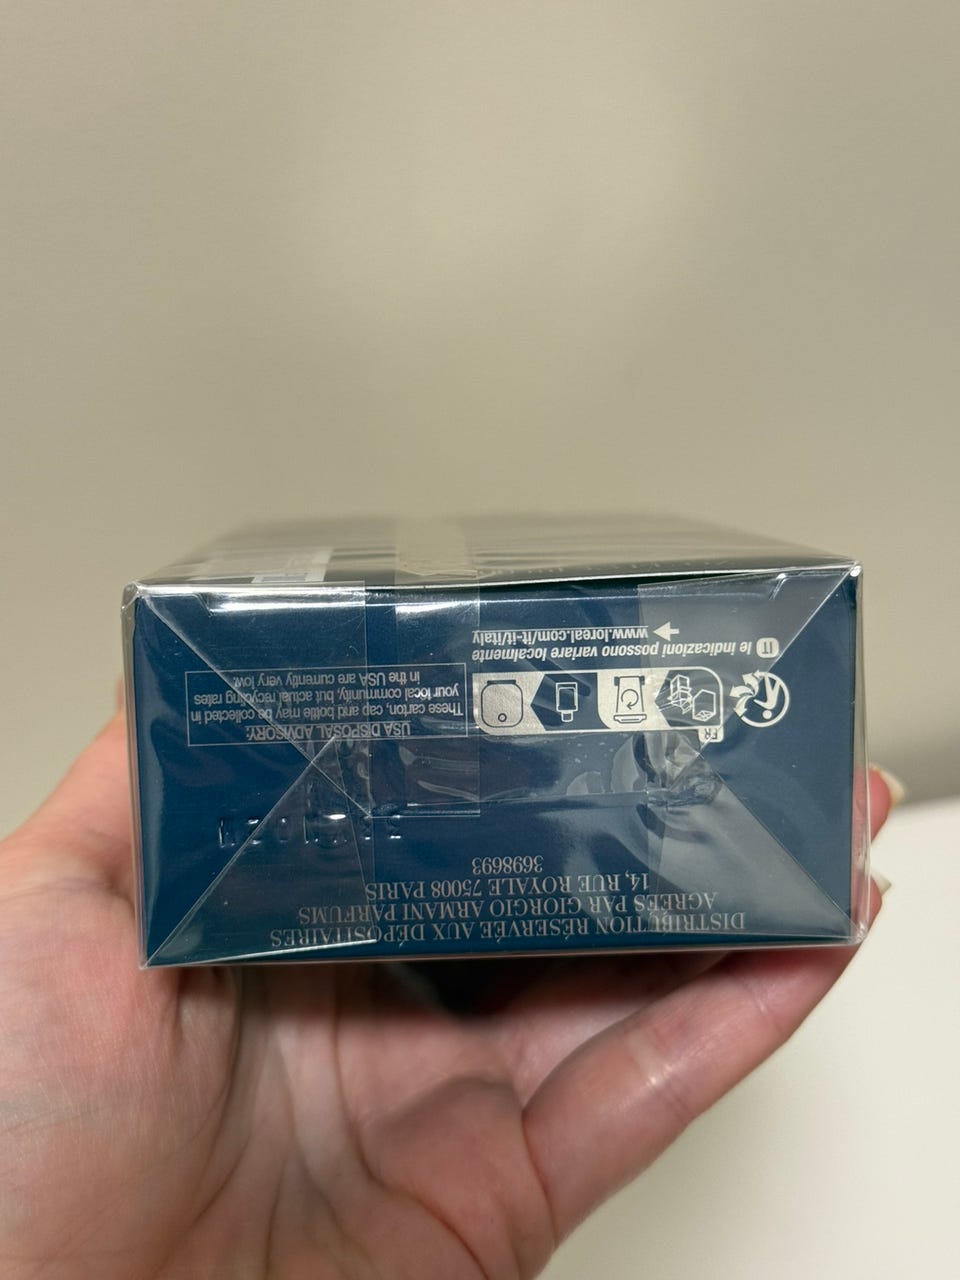 DISTRIBUTION RÉSERVÉE AUX DÉPOSITAIRES
AGRÉÉS PAR GIORGIO ARMANI PARFUMS
14, RUE ROYALE 75008 PARIS
3698693
FR
USA DISPOSAL ADVISORY:
These carton, cap and bottle may be collected in
your local community, but actual recycling rates
in the USA are currently very low.
IT le indicazioni possono variare localmente
www.loreal.com/it-it/italy